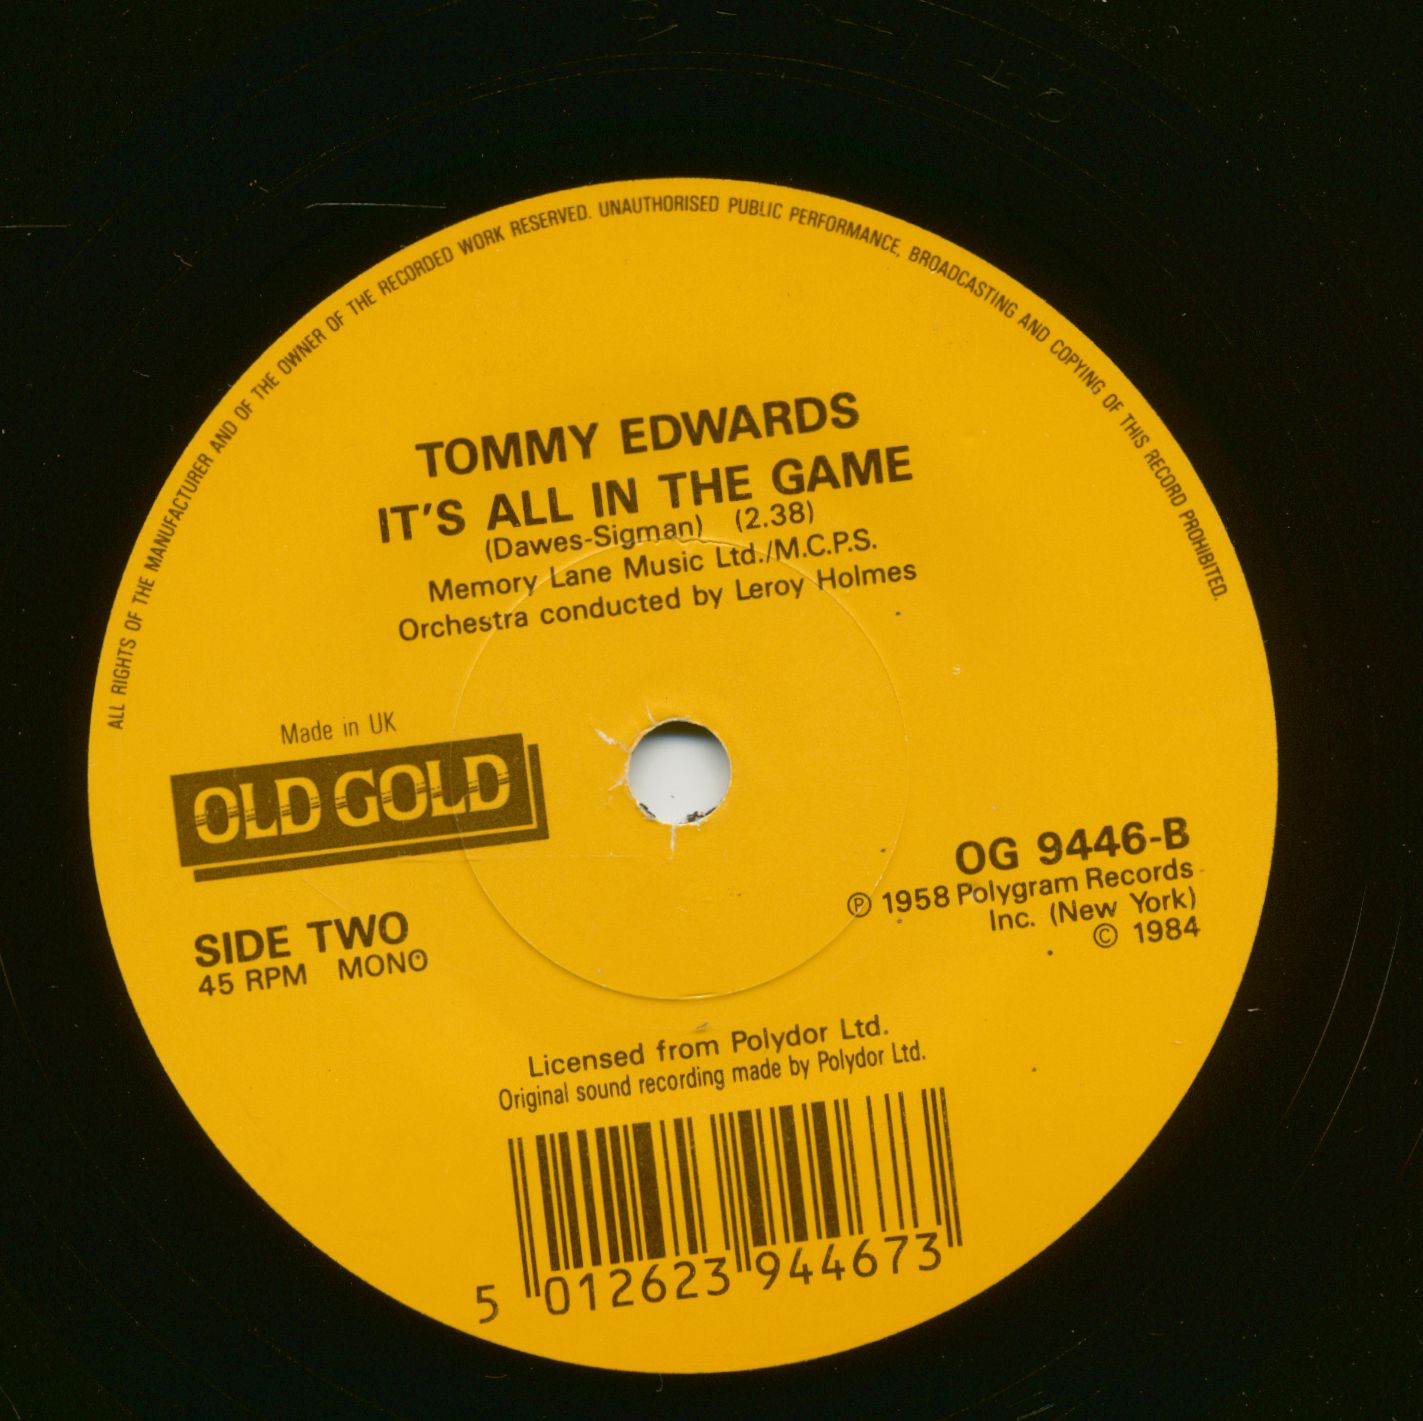 ALL RIGHTS OF THE MANUFACTURER AND OF THE OWNER OF THE RECORDED WORK RESERVED. UNAUTHORISED PUBLIC PERFORMANCE, BROADCASTING AND COPYING OF THIS RECORD PROHIBITED.
TOMMY EDWARDS
IT'S ALL IN THE GAME
(Dawes-Sigman) (2.38)
Memory Lane Music Ltd./M.C.P.S.
Orchestra conducted by Leroy Holmes
Made in UK
OLD GOLD
SIDE TWO
45 RPM MONO
OG 9446-B
℗ 1958 Polygram Records
Inc. (New York)
© 1984
Licensed from Polydor Ltd.
Original sound recording made by Polydor Ltd.
5 012623 944673